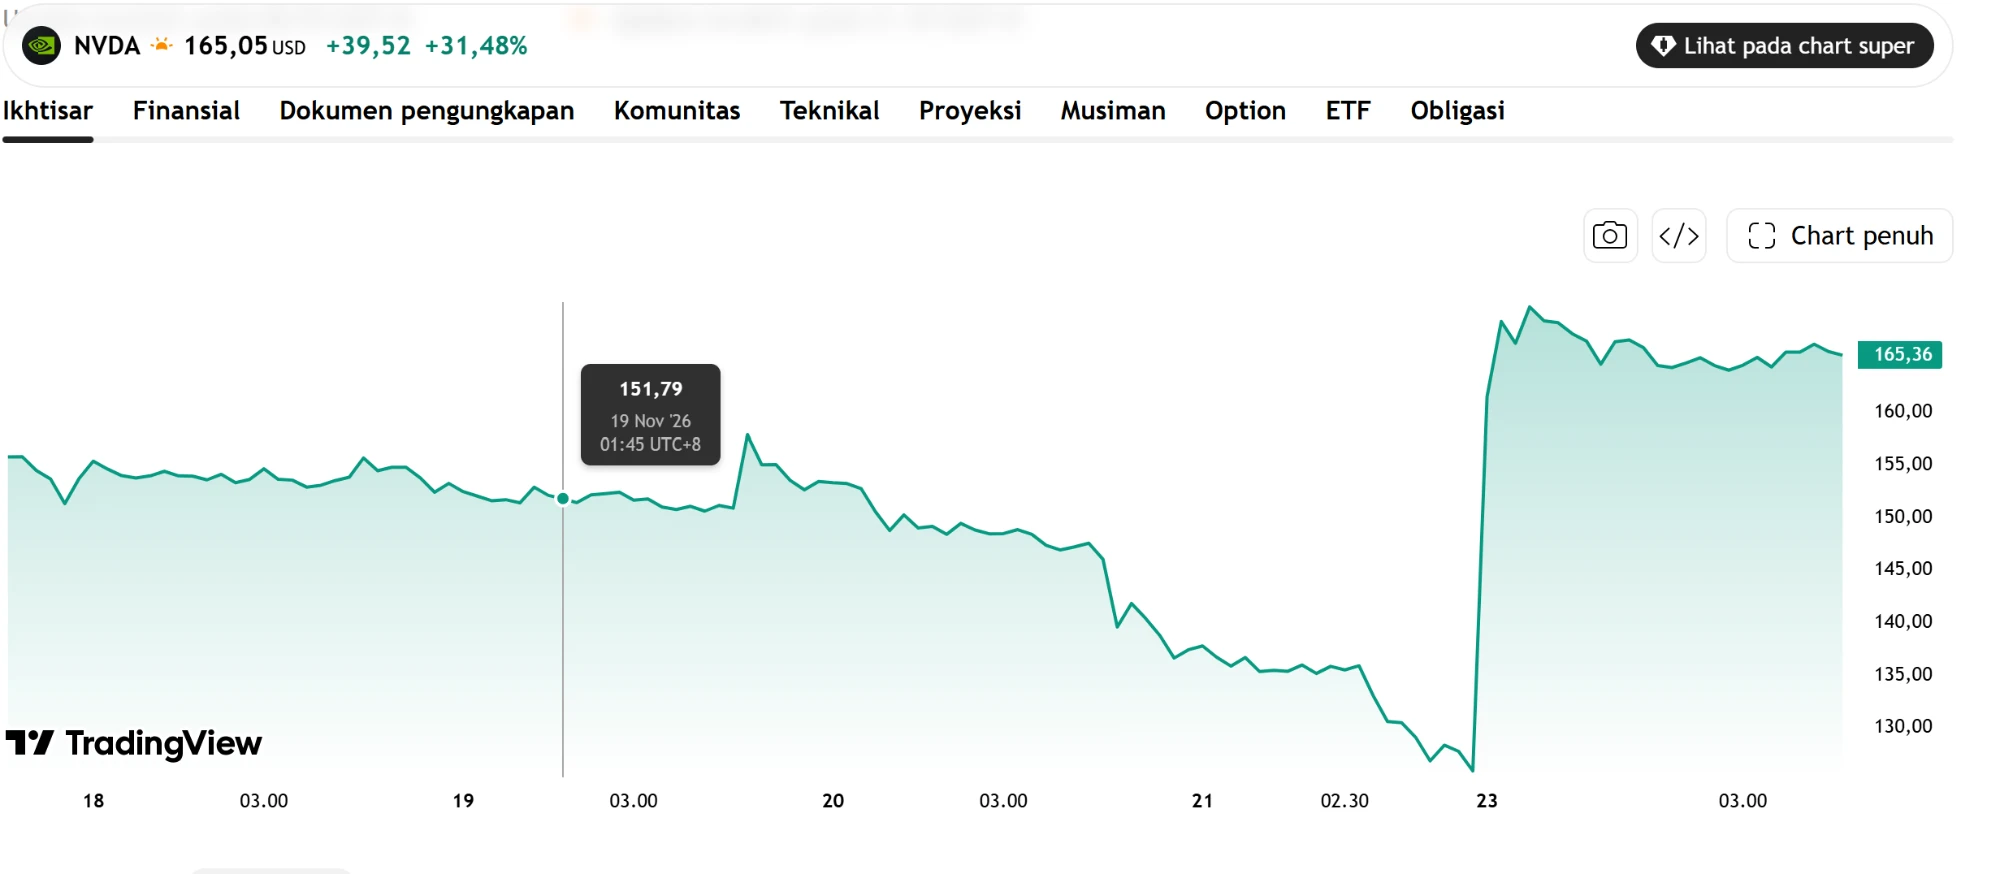 NVDA 165,05 USD +39,52 +31,48%
Lihat pada chart super
Ikhtisar Finansial Dokumen pengungkapan Komunitas Teknikal Proyeksi Musiman Option ETF Obligasi
</> Chart penuh
151,79
19 Nov '26
01:45 UTC+8
165,36
160,00
155,00
150,00
145,00
140,00
135,00
130,00
TradingView
18 03.00 19 03.00 20 03.00 21 02.30 23 03.00